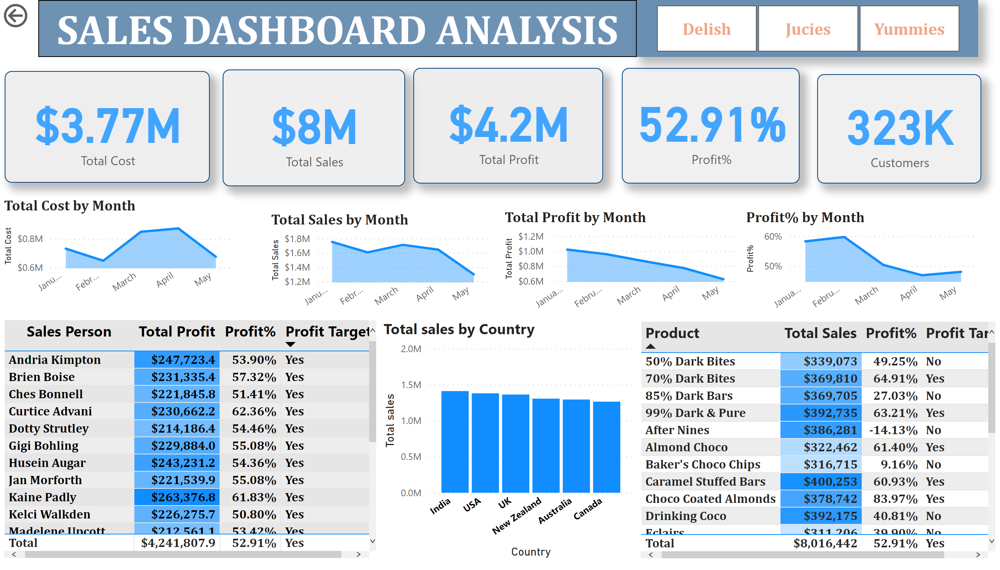 SALES DASHBOARD ANALYSIS
Delish
Jucies
Yummies
$3.77M
Total Cost
$8M
Total Sales
$4.2M
Total Profit
52.91%
Profit%
323K
Customers
Total Cost by Month
Total Cost
$0.8M
$0.6M
Janu...
Febr...
March
April
May
Total Sales by Month
Total Sales
$1.8M
$1.6M
$1.4M
$1.2M
Janu...
Febr...
March
April
May
Total Profit by Month
Total Profit
$1.2M
$1.0M
$0.8M
$0.6M
Janua...
Febru...
March
April
May
Profit% by Month
Profit%
60%
50%
Janua...
Febru...
March
April
May
Sales Person Total Profit Profit% Profit Target
Andria Kimpton $247,723.4 53.90% Yes
Brien Boise $231,335.4 57.32% Yes
Ches Bonnell $221,845.8 51.41% Yes
Curtice Advani $230,662.2 62.36% Yes
Dotty Strutley $214,186.4 54.46% Yes
Gigi Bohling $229,884.0 55.08% Yes
Husein Augar $243,231.2 54.36% Yes
Jan Morforth $221,539.9 55.08% Yes
Kaine Padly $263,376.8 61.83% Yes
Kelci Walkden $226,275.7 50.80% Yes
Madelene Upcott $212,561.1 53.42% Yes
Total $4,241,807.9 52.91% Yes
Total sales by Country
Total sales
2.0M
1.5M
1.0M
0.5M
0.0M
India
USA
UK
New Zealand
Australia
Canada
Country
Product Total Sales Profit% Profit Tar
50% Dark Bites $339,073 49.25% No
70% Dark Bites $369,810 64.91% Yes
85% Dark Bars $369,705 27.03% No
99% Dark & Pure $392,735 63.21% Yes
After Nines $386,281 -14.13% No
Almond Choco $322,462 61.40% Yes
Baker's Choco Chips $316,715 9.16% No
Caramel Stuffed Bars $400,253 60.93% Yes
Choco Coated Almonds $378,742 83.97% Yes
Drinking Coco $392,175 40.81% No
Eclairs $311,206 39.90% No
Total $8,016,442 52.91% Yes